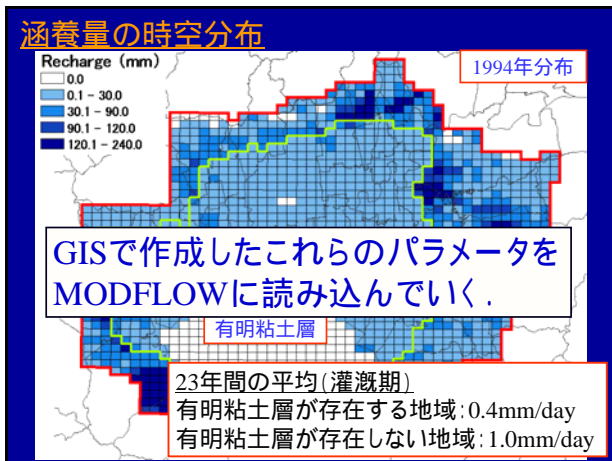 涵養量の時空分布
Recharge (mm)
0.0
0.1 - 30.0
30.1 - 90.0
90.1 - 120.0
120.1 - 240.0
1994年分布
GISで作成したこれらのパラメータを
MODFLOWに読み込んでいく.
有明粘土層
23年間の平均(灌漑期)
有明粘土層が存在する地域:0.4mm/day
有明粘土層が存在しない地域:1.0mm/day